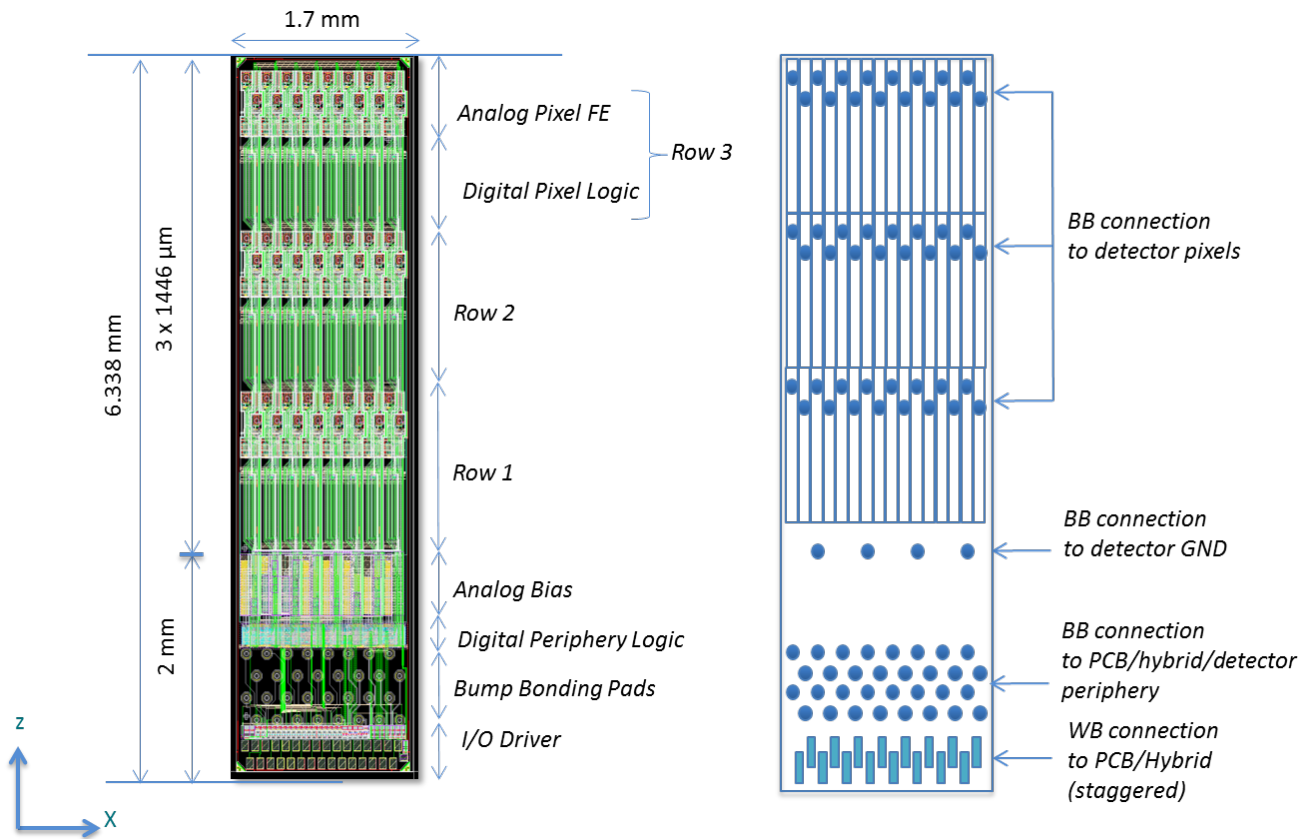 1.7 mm
6.338 mm
3 x 1446 µm
2 mm
Analog Pixel FE
Row 3
Digital Pixel Logic
Row 2
Row 1
Analog Bias
Digital Periphery Logic
Bump Bonding Pads
I/O Driver
z
X
BB connection
to detector pixels
BB connection
to detector GND
BB connection
to PCB/hybrid/detector
periphery
WB connection
to PCB/Hybrid
(staggered)